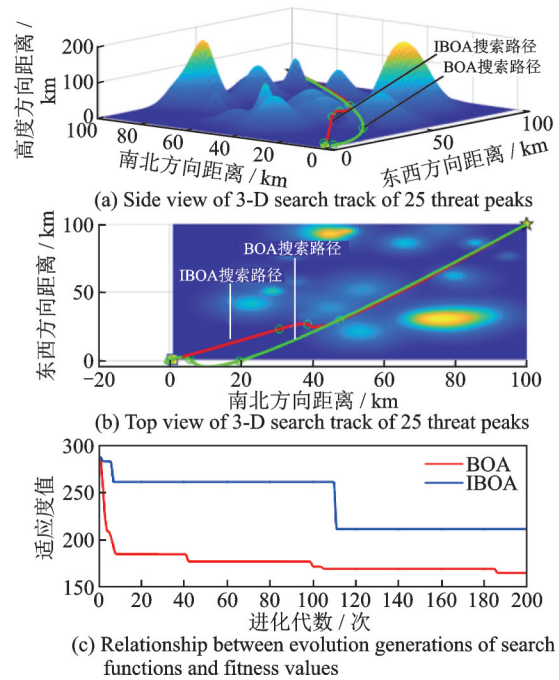 200
100
0
高度方向距离 / km
100
80
60
40
20
0
南北方向距离 / km
0
50
100
东西方向距离 / km
IBOA搜索路径
BOA搜索路径
(a) Side view of 3-D search track of 25 threat peaks
100
50
0
东西方向距离 / km
BOA搜索路径
IBOA搜索路径
−20 0 20 40 60 80 100
南北方向距离 / km
(b) Top view of 3-D search track of 25 threat peaks
300
250
200
150
适应度值
BOA
IBOA
0 40 60 80 100 120 140 160 180 200
进化代数 / 次
(c) Relationship between evolution generations of search
functions and fitness values